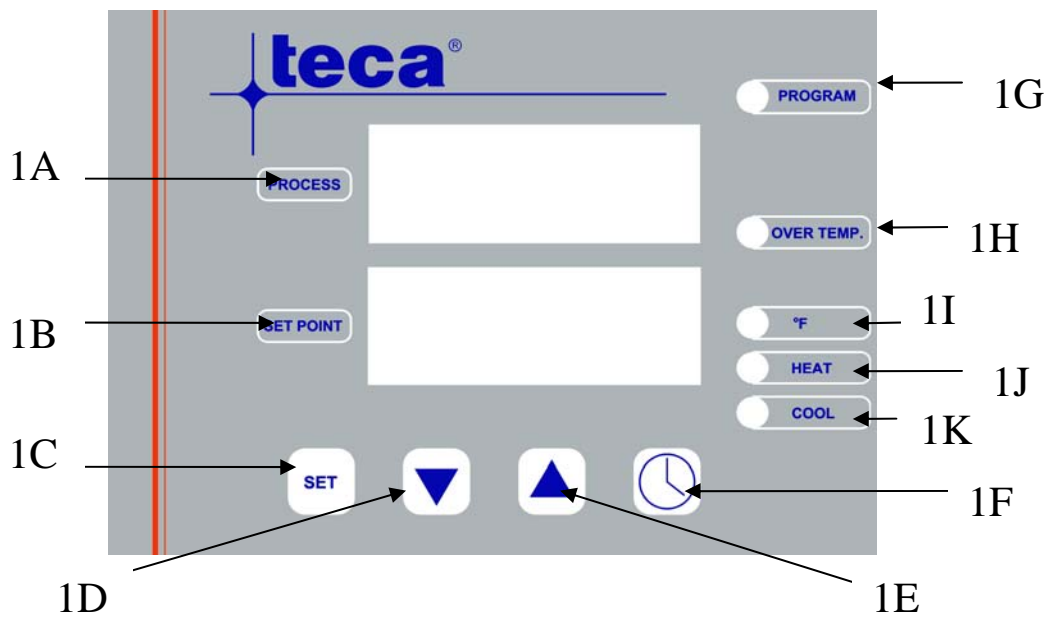 teca®
PROGRAM
1G
1A
PROCESS
OVER TEMP.
1H
1B
SET POINT
°F
1I
HEAT
1J
COOL
1K
1C
SET
1F
1D
1E